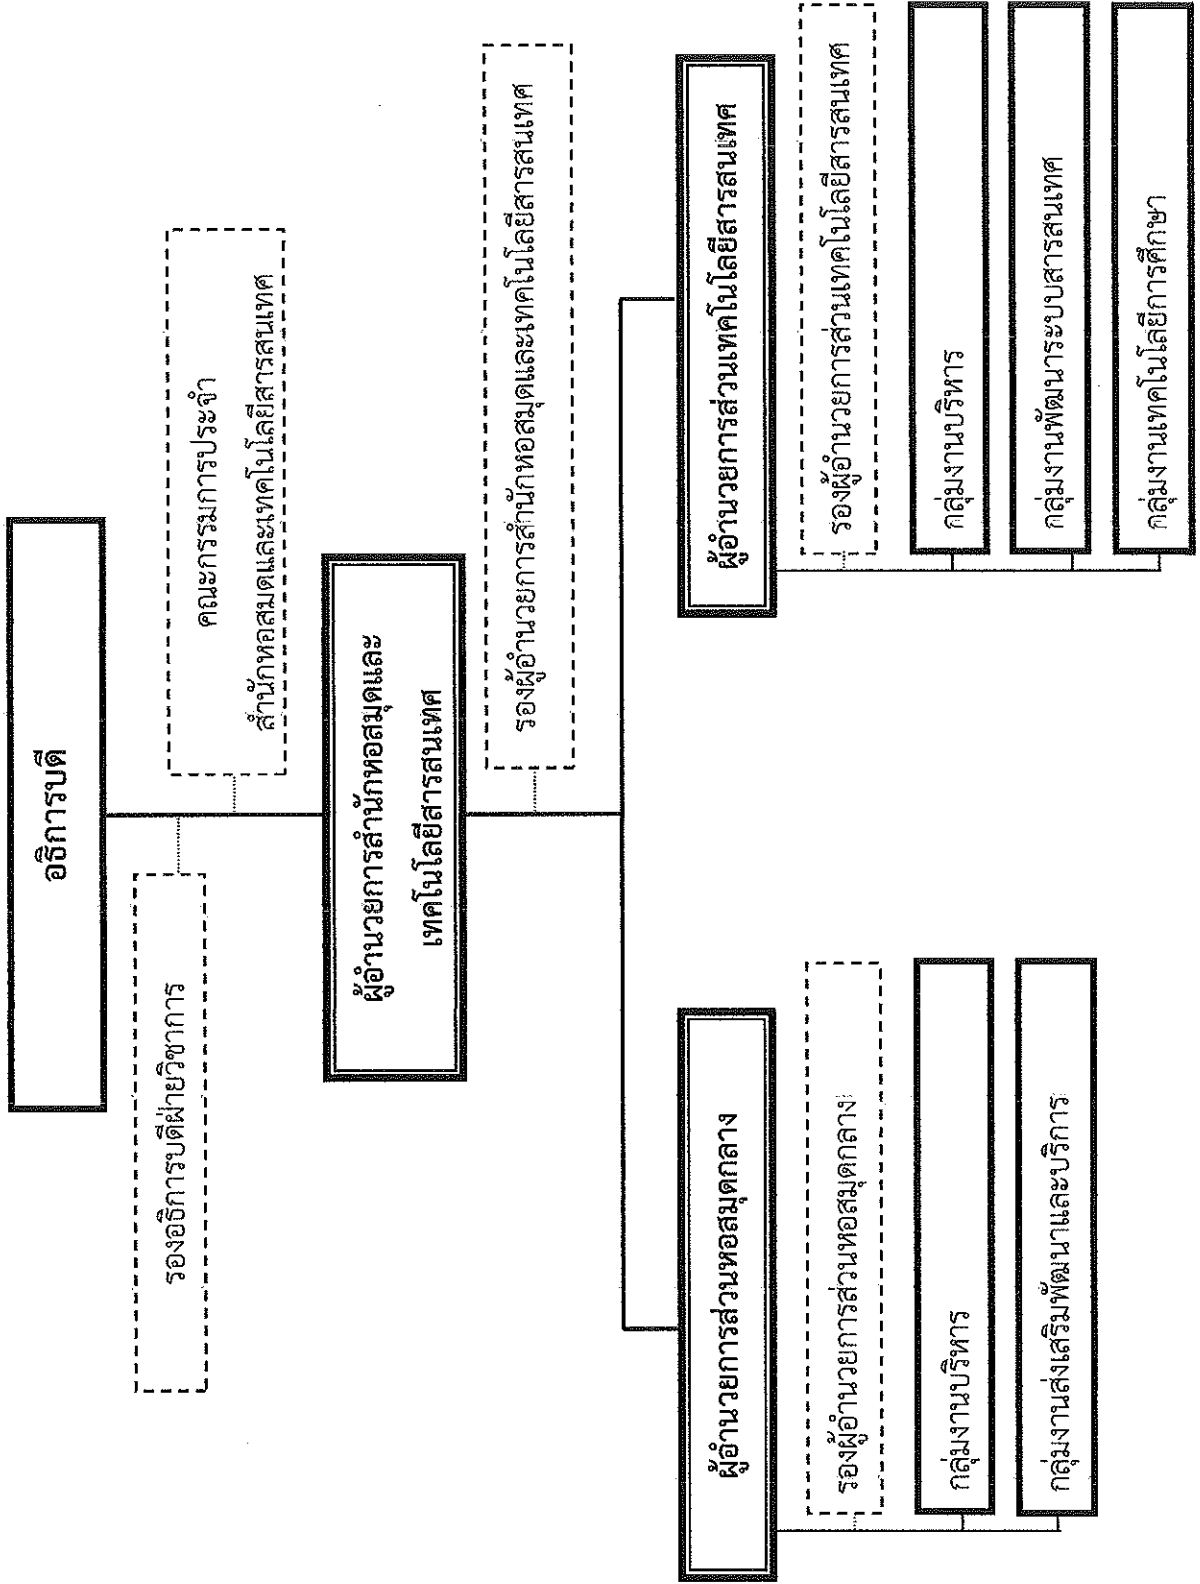 อธิการบดี
รองอธิการบดีฝ่ายวิชาการ
คณะกรรมการประจำ
สำนักหอสมุดและเทคโนโลยีสารสนเทศ
ผู้อำนวยการสำนักหอสมุดและ
เทคโนโลยีสารสนเทศ
รองผู้อำนวยการสำนักหอสมุดและเทคโนโลยีสารสนเทศ
ผู้อำนวยการส่วนหอสมุดกลาง
รองผู้อำนวยการส่วนหอสมุดกลาง
กลุ่มงานบริหาร
กลุ่มงานส่งเสริมพัฒนาและบริการ
ผู้อำนวยการส่วนเทคโนโลยีสารสนเทศ
รองผู้อำนวยการส่วนเทคโนโลยีสารสนเทศ
กลุ่มงานบริหาร
กลุ่มงานพัฒนาระบบสารสนเทศ
กลุ่มงานเทคโนโลยีการศึกษา